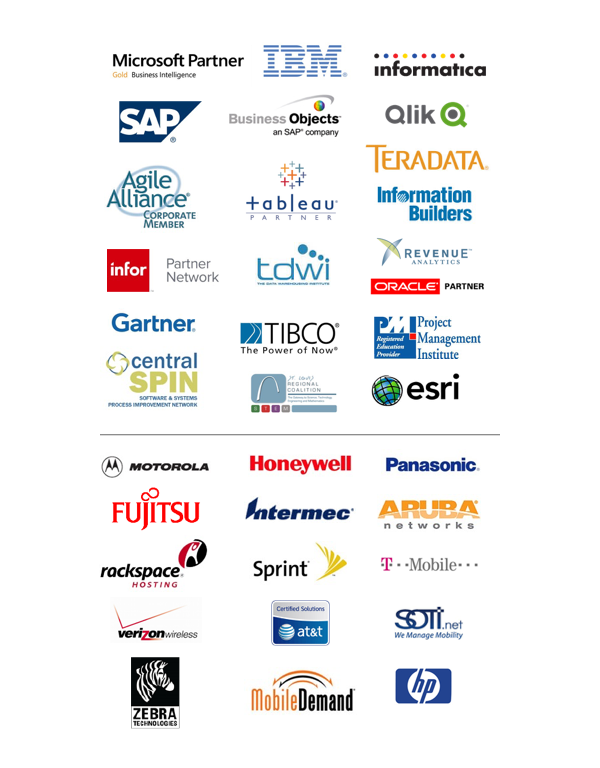 Microsoft Partner
Gold Business Intelligence
IBM®
informatica
SAP®
Business Objects®
an SAP® company
Qlik Q™
TERADATA®
Agile
Alliance®
CORPORATE
MEMBER
+ableau®
PARTNER
Information
Builders
infor
Partner
Network
tdwi
THE DATA WAREHOUSING INSTITUTE
REVENUE™
ANALYTICS
ORACLE® PARTNER
Gartner®
TIBCO®
The Power of Now®
PMI
Registered
Education
Provider
Project
Management
Institute
central
SPIN
SOFTWARE & SYSTEMS
PROCESS IMPROVEMENT NETWORK
REGIONAL
COALITION
S T E M
esri
MOTOROLA
Honeywell
Panasonic®
FUJITSU
Intermec®
ARUBA®
networks
rackspace®
HOSTING
Sprint
T··Mobile···
verizonwireless
Certified Solutions
at&t
SOTI.net
We Manage Mobility
ZEBRA
TECHNOLOGIES
MobileDemand
hp